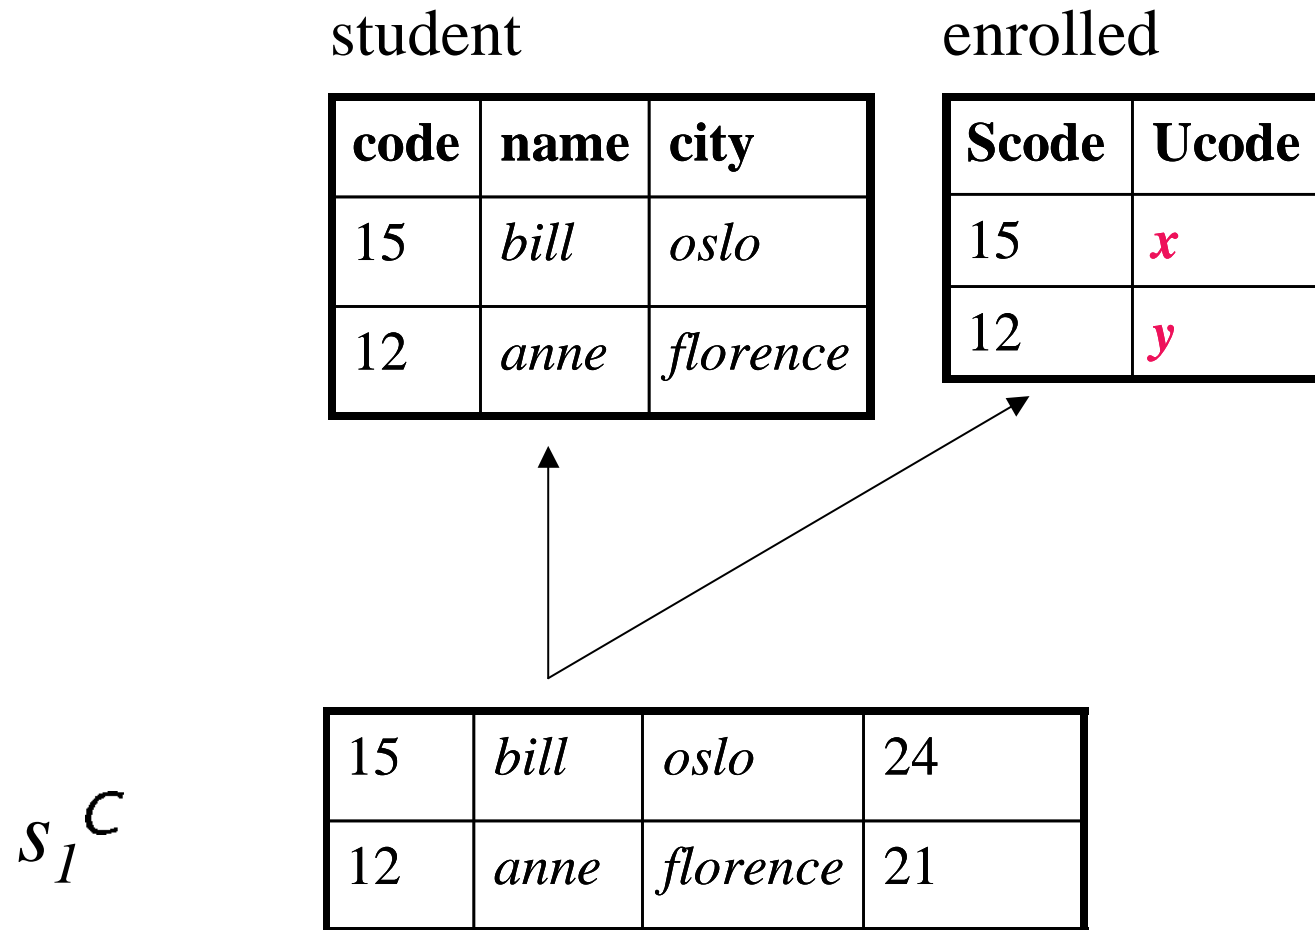 student enrolled
code name city Scode Ucode
15 bill oslo 15 x
12 anne florence 12 y
15 bill oslo 24
s1C
12 anne florence 21